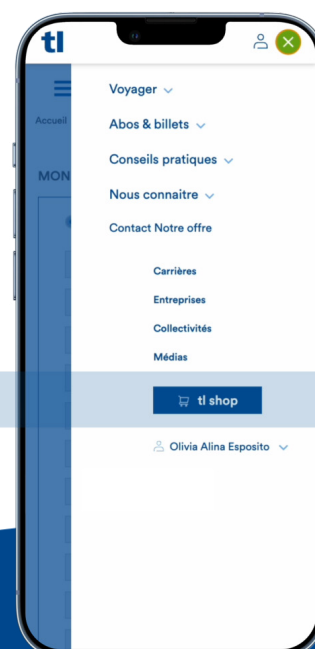 tl
Voyager
Accueil
Abos & billets
Conseils pratiques
MON
Nous connaitre
Contact Notre offre
Carrières
Entreprises
Collectivités
Médias
tl shop
Olivia Alina Esposito